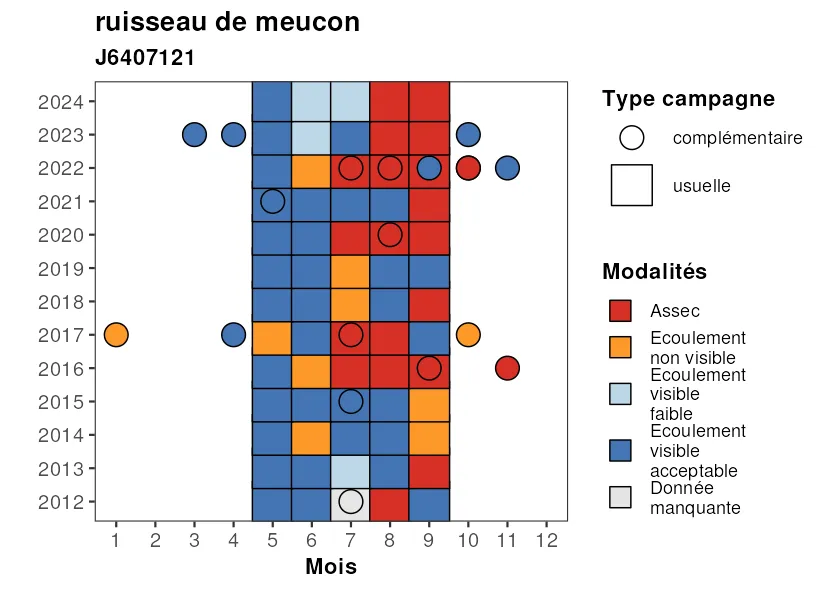 ruisseau de meucon
J6407121
2024
2023
2022
2021
2020
2019
2018
2017
2016
2015
2014
2013
2012
1 2 3 4 5 6 7 8 9 10 11 12
Mois
Type campagne
complémentaire
usuelle
Modalités
Assec
Ecoulement
non visible
Ecoulement
visible
faible
Ecoulement
visible
acceptable
Donnée
manquante